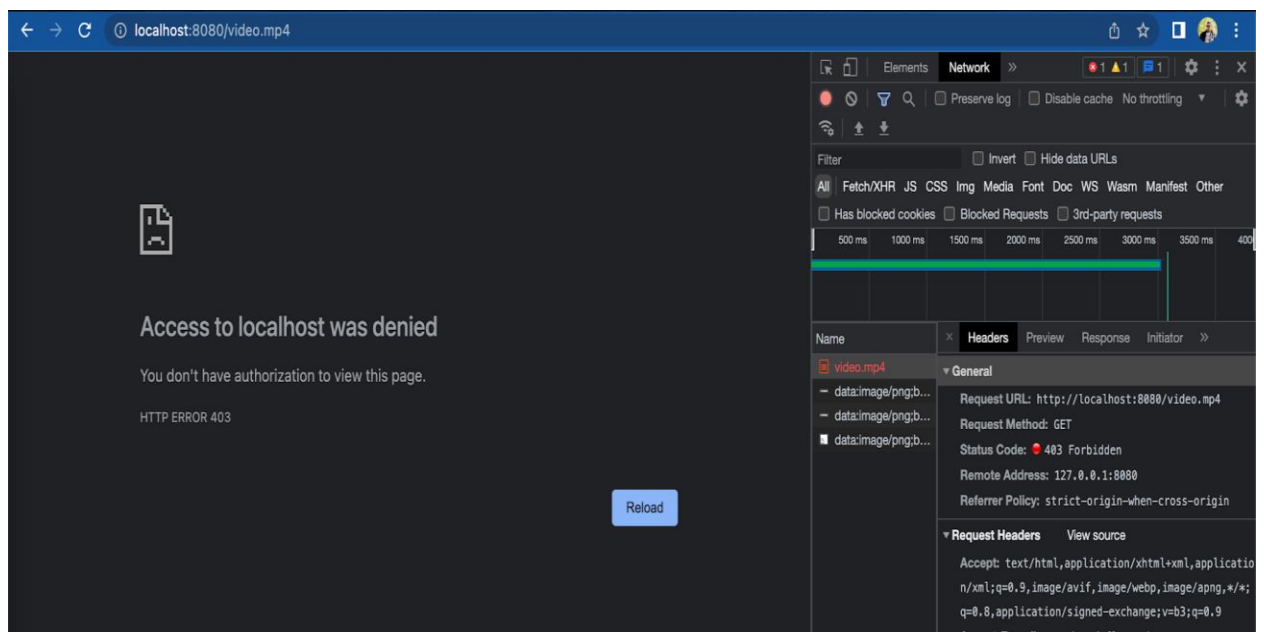 localhost:8080/video.mp4
Elements Network » 1 1 1
Preserve log Disable cache No throttling
Filter Invert Hide data URLs
All Fetch/XHR JS CSS Img Media Font Doc WS Wasm Manifest Other
Has blocked cookies Blocked Requests 3rd-party requests
500 ms 1000 ms 1500 ms 2000 ms 2500 ms 3000 ms 3500 ms 400
Access to localhost was denied
You don't have authorization to view this page.
HTTP ERROR 403
Reload
Name
video.mp4
data:image/png;b...
data:image/png;b...
data:image/png;b...
× Headers Preview Response Initiator »
General
Request URL: http://localhost:8080/video.mp4
Request Method: GET
Status Code: 403 Forbidden
Remote Address: 127.0.0.1:8080
Referrer Policy: strict-origin-when-cross-origin
Request Headers View source
Accept: text/html,application/xhtml+xml,applicatio
n/xml;q=0.9,image/avif,image/webp,image/apng,*/*;
q=0.8,application/signed-exchange;v=b3;q=0.9